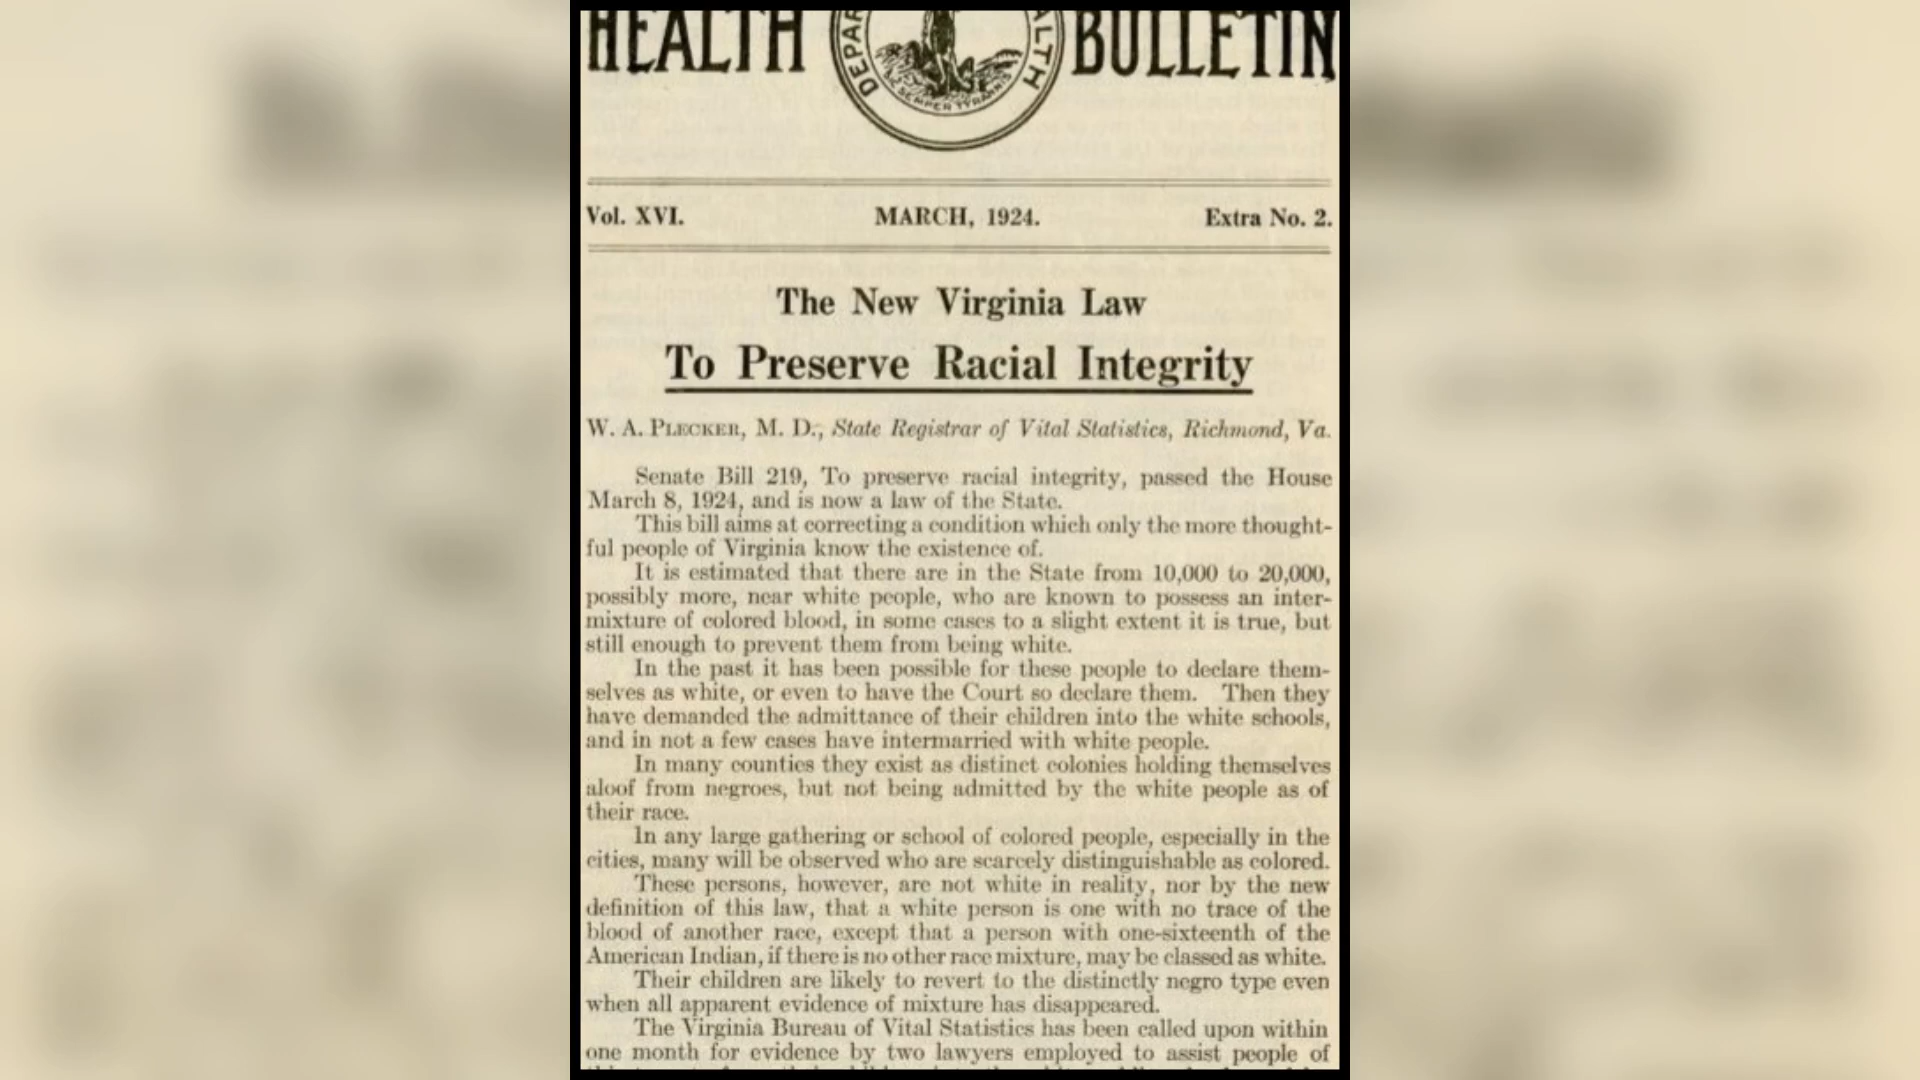 HEALTH BULLETIN
DEPAR ALTH
SEMPER TYRANNIS
Vol. XVI. MARCH, 1924. Extra No. 2.
The New Virginia Law
To Preserve Racial Integrity
W. A. PLECKER, M. D., State Registrar of Vital Statistics, Richmond, Va.
Senate Bill 219, To preserve racial integrity, passed the House
March 8, 1924, and is now a law of the State.
This bill aims at correcting a condition which only the more thought-
ful people of Virginia know the existence of.
It is estimated that there are in the State from 10,000 to 20,000,
possibly more, near white people, who are known to possess an inter-
mixture of colored blood, in some cases to a slight extent it is true, but
still enough to prevent them from being white.
In the past it has been possible for these people to declare them-
selves as white, or even to have the Court so declare them. Then they
have demanded the admittance of their children into the white schools,
and in not a few cases have intermarried with white people.
In many counties they exist as distinct colonies holding themselves
aloof from negroes, but not being admitted by the white people as of
their race.
In any large gathering or school of colored people, especially in the
cities, many will be observed who are scarcely distinguishable as colored.
These persons, however, are not white in reality, nor by the new
definition of this law, that a white person is one with no trace of the
blood of another race, except that a person with one-sixteenth of the
American Indian, if there is no other race mixture, may be classed as white.
Their children are likely to revert to the distinctly negro type even
when all apparent evidence of mixture has disappeared.
The Virginia Bureau of Vital Statistics has been called upon within
one month for evidence by two lawyers employed to assist people of